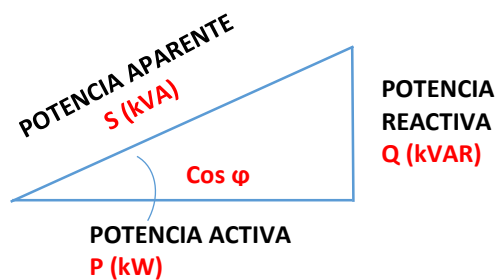 POTENCIA APARENTE
S (kVA)
POTENCIA
REACTIVA
Q (kVAR)
Cos φ
POTENCIA ACTIVA
P (kW)